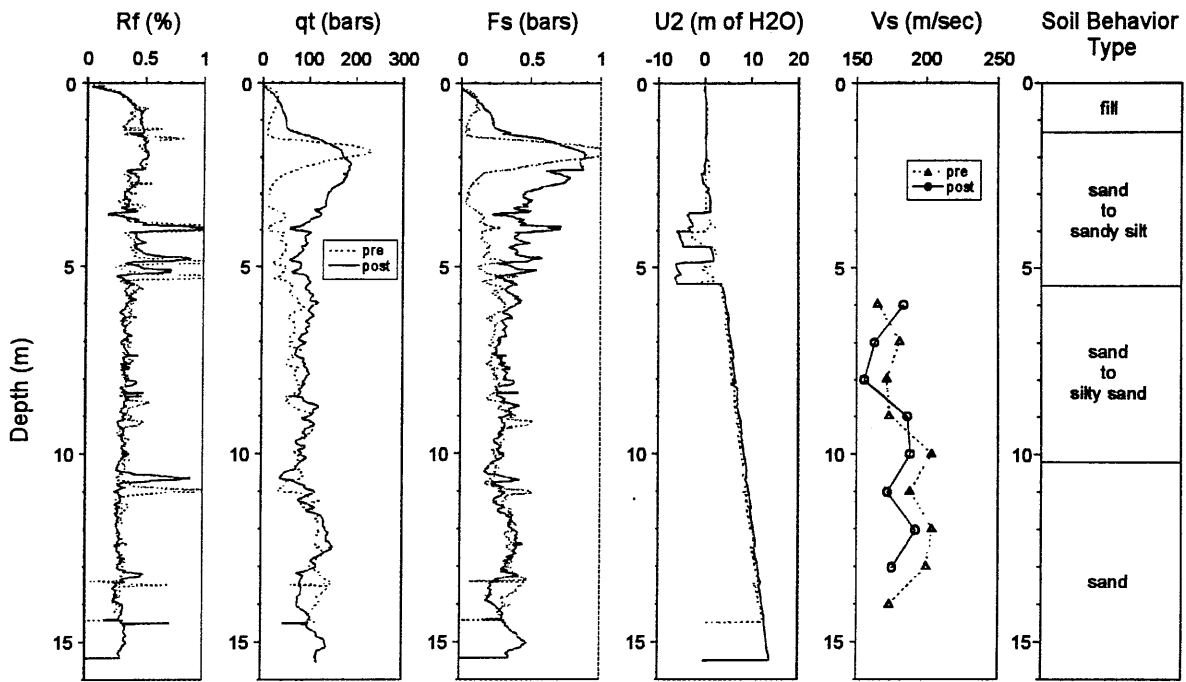 Rf (%)
qt (bars)
Fs (bars)
U2 (m of H2O)
Vs (m/sec)
Soil Behavior
Type
0 0.5 1
0 100 200 300
0 0.5 1
-10 0 10 20
150 200 250
0
5
10
15
0
5
10
15
0
5
10
15
0
5
10
15
0
5
10
15
0
5
10
15
Depth (m)
pre
post
pre
post
fill
sand
to
sandy silt
sand
to
silty sand
sand